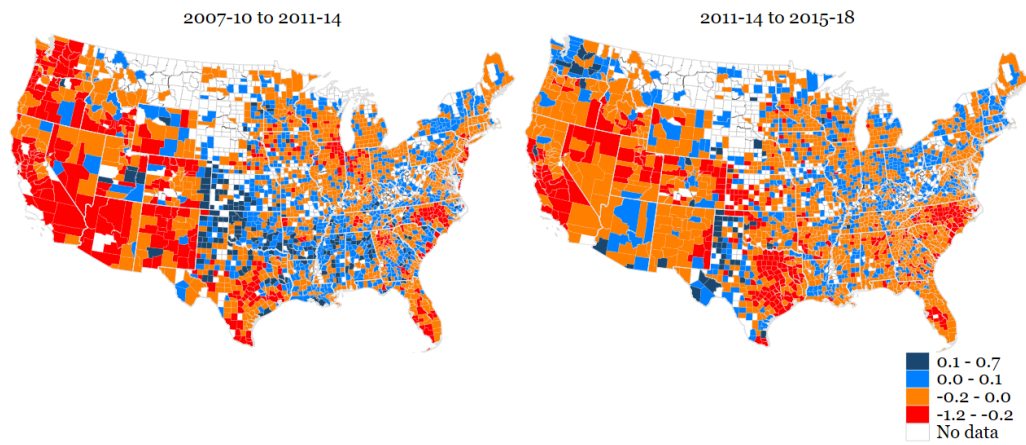 2007-10 to 2011-14
2011-14 to 2015-18
0.1 - 0.7
0.0 - 0.1
-0.2 - 0.0
-1.2 - -0.2
No data